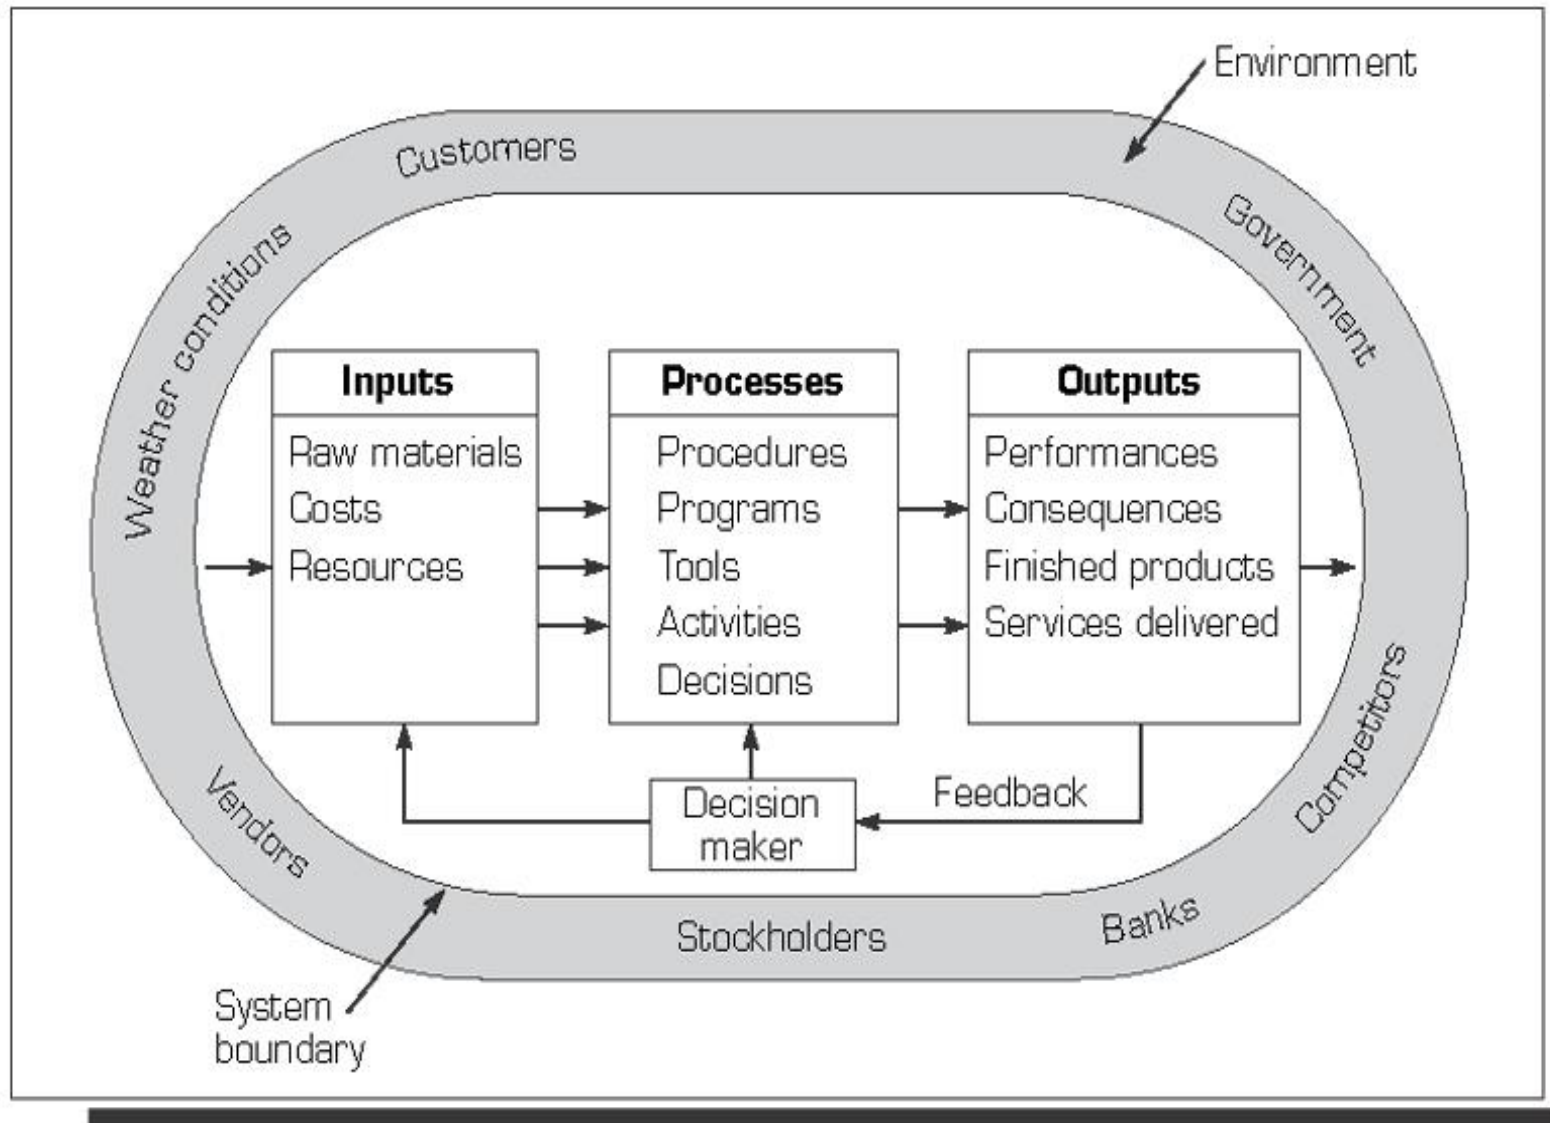 Environment
Customers
Government
Weather conditions
Inputs
Raw materials
Costs
Resources
Processes
Procedures
Programs
Tools
Activities
Decisions
Outputs
Performances
Consequences
Finished products
Services delivered
Decision
maker
Feedback
Vendors
Competitors
Stockholders
Banks
System
boundary